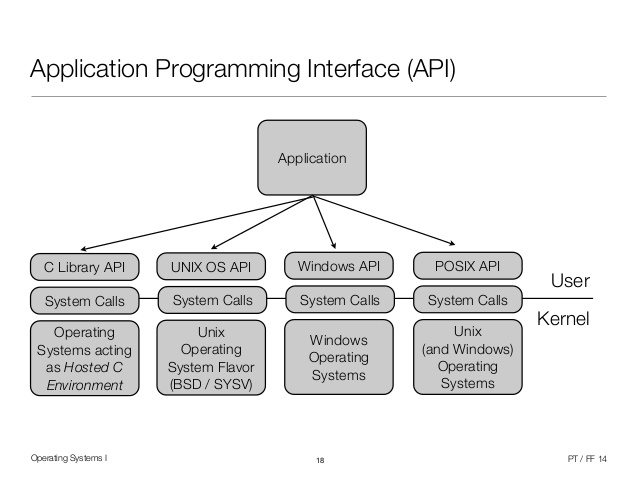 Application Programming Interface (API)
Application
C Library API
UNIX OS API
Windows API
POSIX API
User
System Calls
System Calls
System Calls
System Calls
Kernel
Operating
Systems acting
as Hosted C
Environment
Unix
Operating
System Flavor
(BSD / SYSV)
Windows
Operating
Systems
Unix
(and Windows)
Operating
Systems
Operating Systems I
18
PT / FF 14